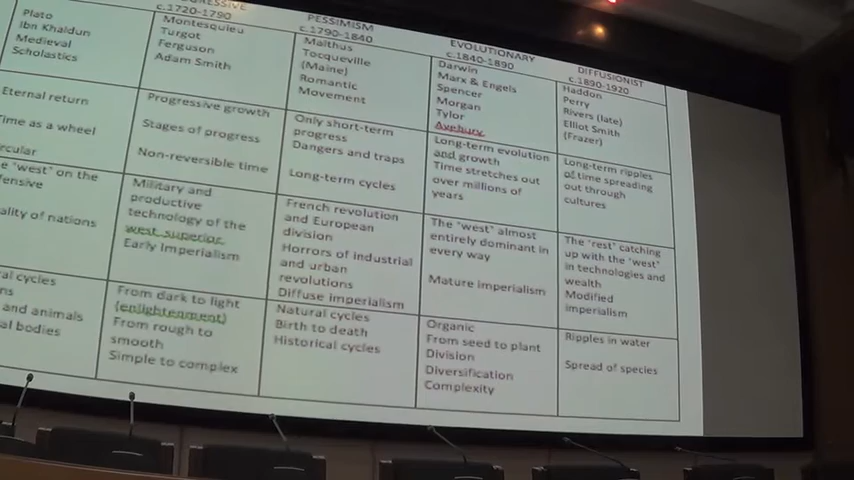 c.1720-1790
PESSIMISM
c.1790-1840
EVOLUTIONARY
c.1840-1890
DIFFUSIONIST
c.1890-1920
Plato
Ibn Khaldun
Medieval
Scholastics
Montesquieu
Turgot
Ferguson
Adam Smith
Malthus
Tocqueville
(Maine)
Romantic
Movement
Darwin
Marx & Engels
Spencer
Morgan
Tylor
Avebury
Haddon
Perry
Rivers (late)
Elliot Smith
(Frazer)
Eternal return
Time as a wheel
Progressive growth
Stages of progress
Non-reversible time
Only short-term
progress
Dangers and traps
Long-term cycles
Long-term evolution
and growth
Time stretches out
over millions of
years
Long-term ripples
of time spreading
out through
cultures
"west" on the
ality of nations
Military and
productive
technology of the
west superior
Early Imperialism
French revolution
and European
division
Horrors of industrial
and urban
revolutions
Diffuse imperialism
The "west" almost
entirely dominant in
every way
Mature imperialism
The "rest" catching
up with the "west"
in technologies and
wealth
Modified
imperialism
al cycles
and animals
al bodies
From dark to light
(enlightenment)
From rough to
smooth
Simple to complex
Natural cycles
Birth to death
Historical cycles
Organic
From seed to plant
Division
Diversification
Complexity
Ripples in water
Spread of species